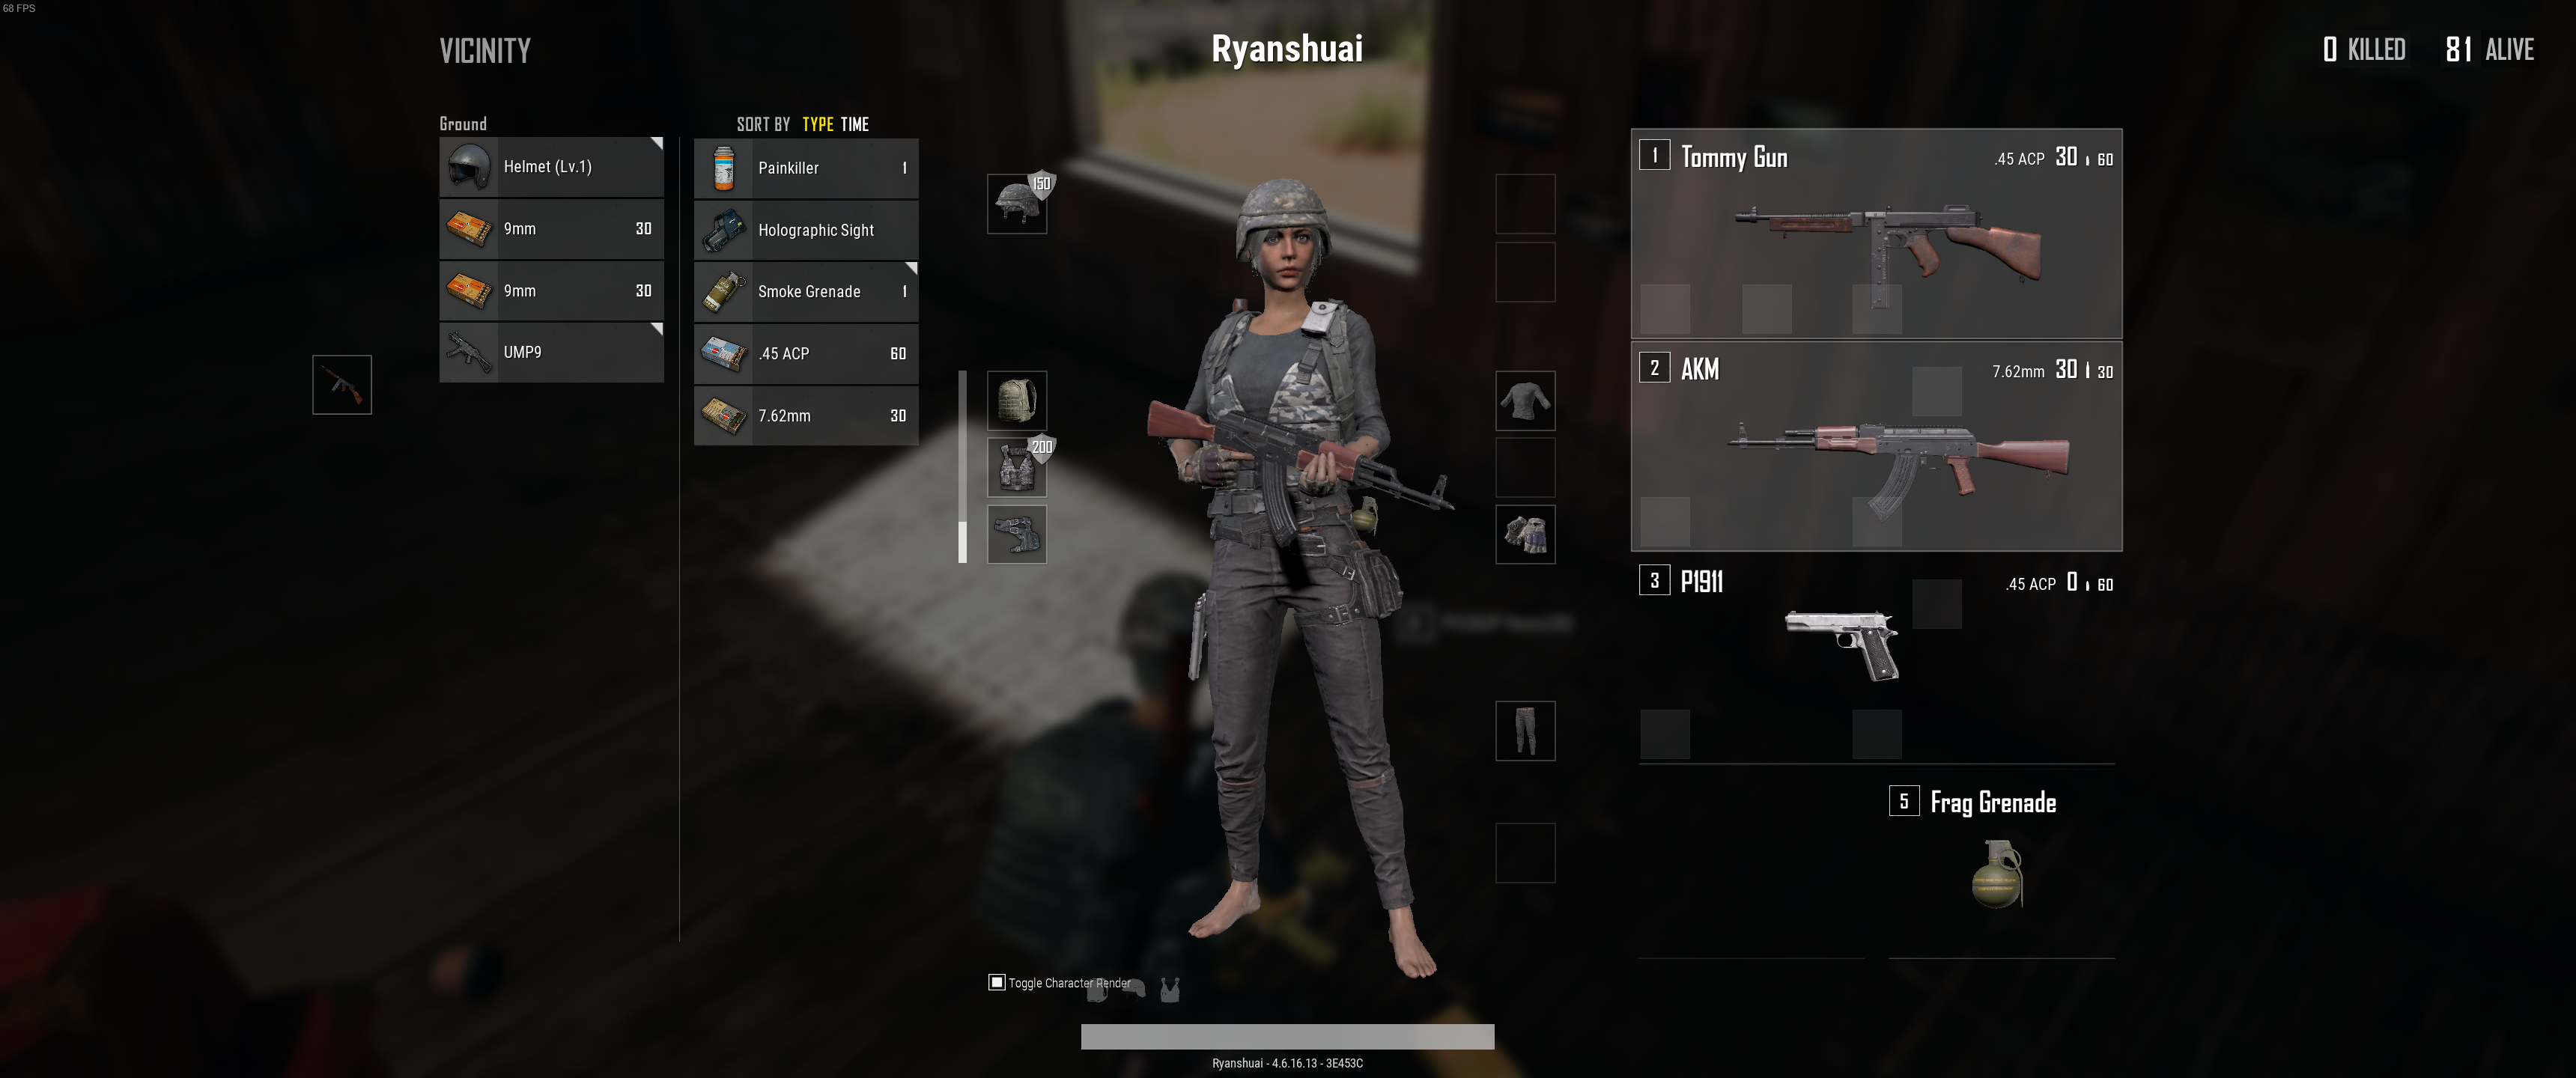 68 FPS
VICINITY
Ryanshuai
0 KILLED 81 ALIVE
Ground
SORT BY TYPE TIME
Helmet (Lv.1)
9mm 30
9mm 30
UMP9
Painkiller 1
Holographic Sight
Smoke Grenade 1
.45 ACP 60
7.62mm 30
150
200
1 Tommy Gun .45 ACP 30 60
2 AKM 7.62mm 30 30
3 P1911 .45 ACP 0 60
5 Frag Grenade
Toggle Character Render
Ryanshuai - 4.6.16.13 - 3E453C